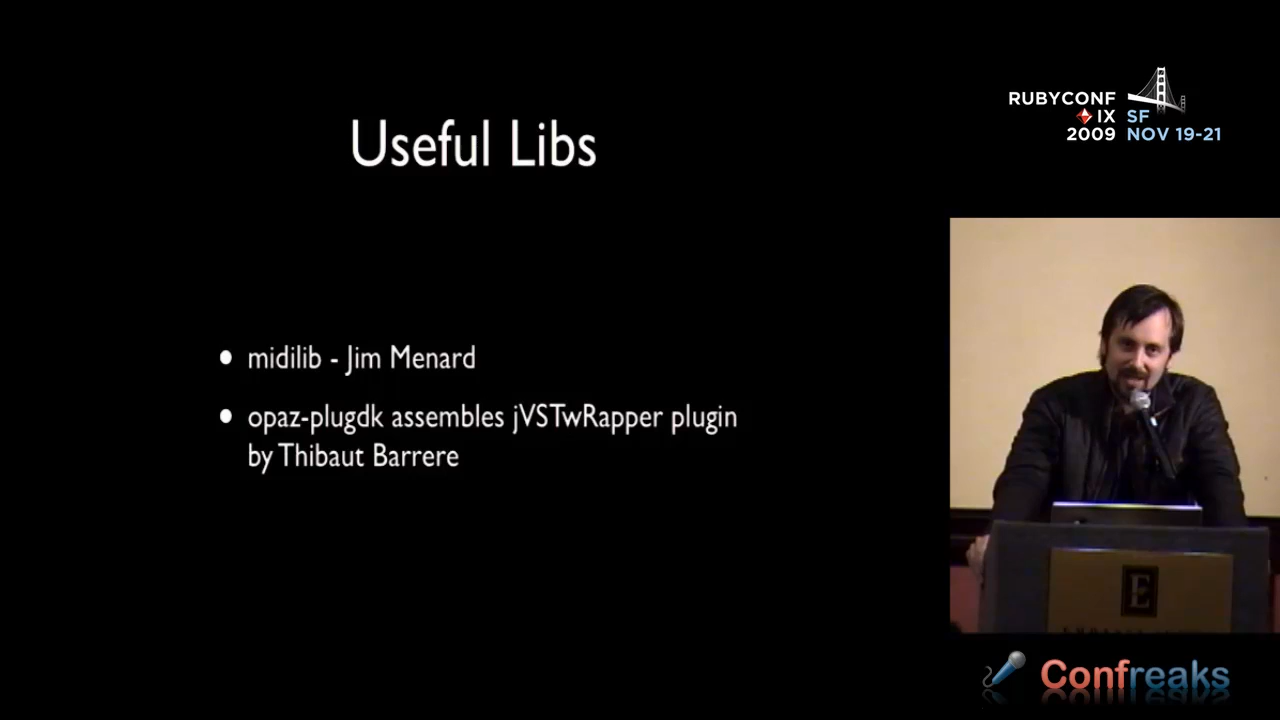 RUBYCONF
IX SF
2009 NOV 19-21
Useful Libs
midilib - Jim Menard
opaz-plugdk assembles jVSTwRapper plugin
by Thibaut Barrere
E
Confreaks